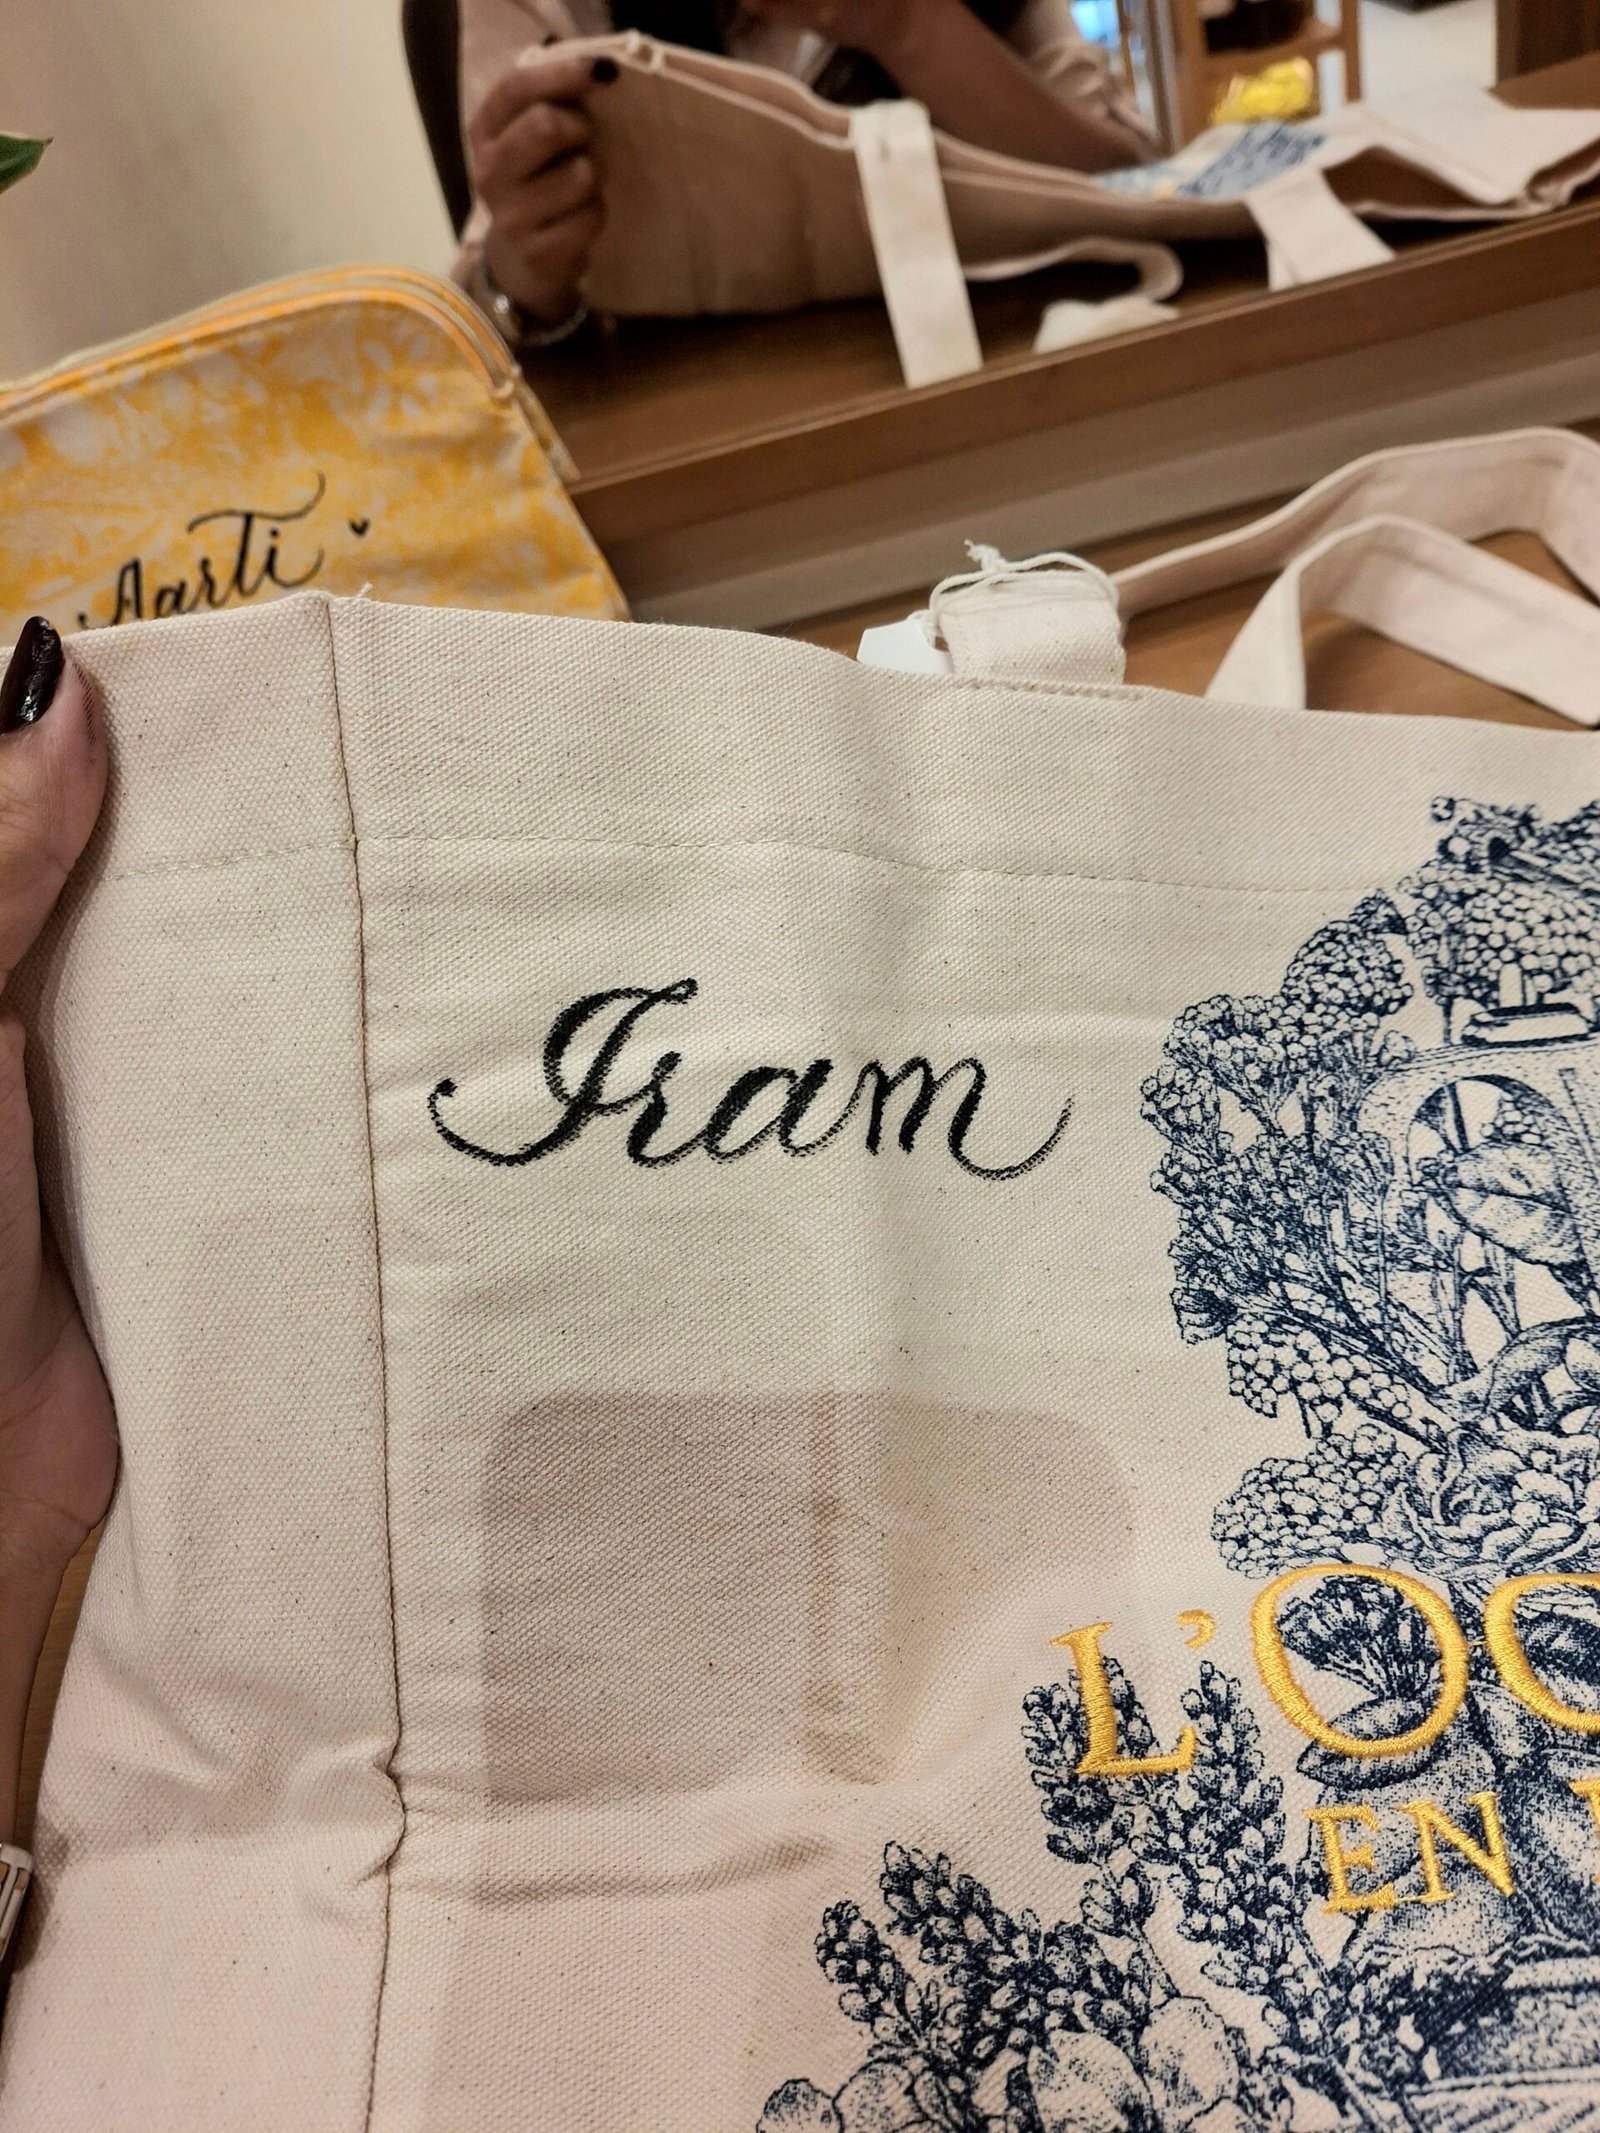 Aarti
Iram
L'OC
EN